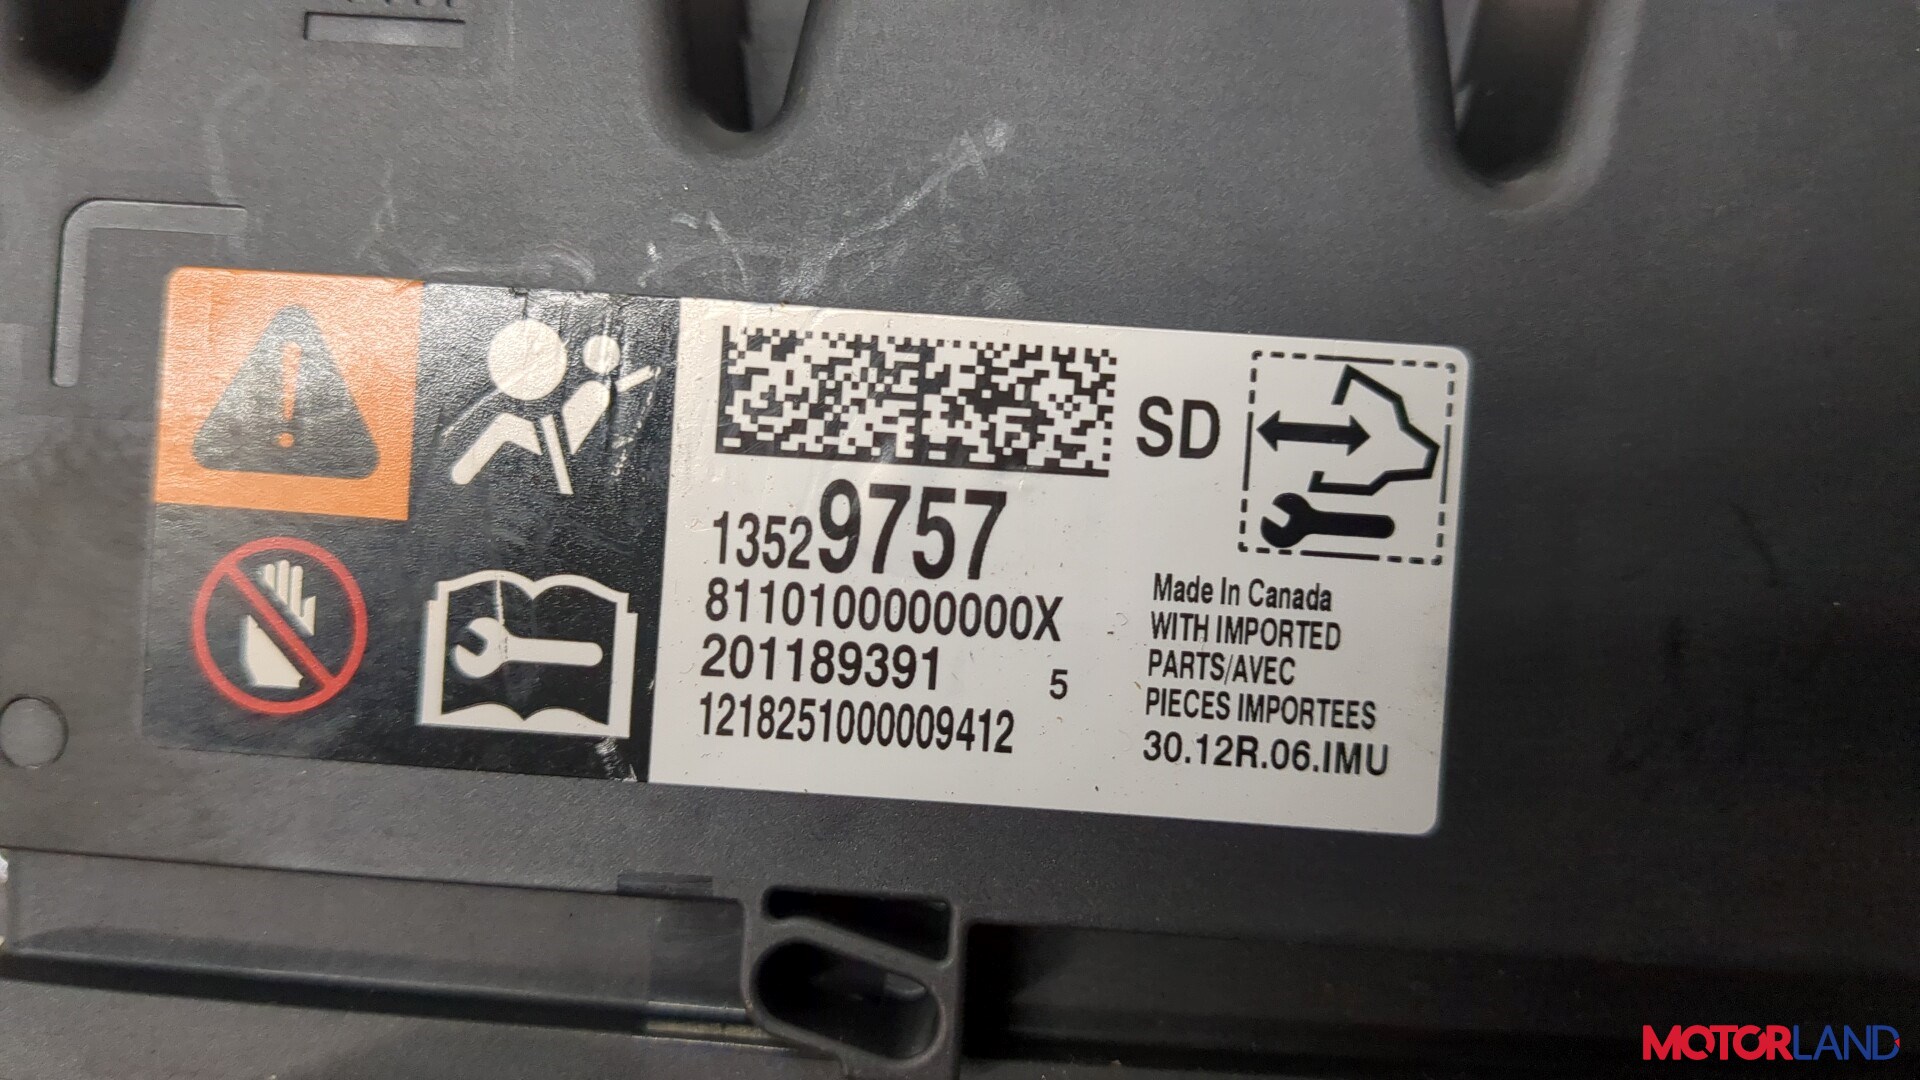 SD
13529757
8110100000000X
201189391
5
1218251000009412
Made In Canada
WITH IMPORTED
PARTS/AVEC
PIECES IMPORTEES
30.12R.06.IMU
MOTORLAND